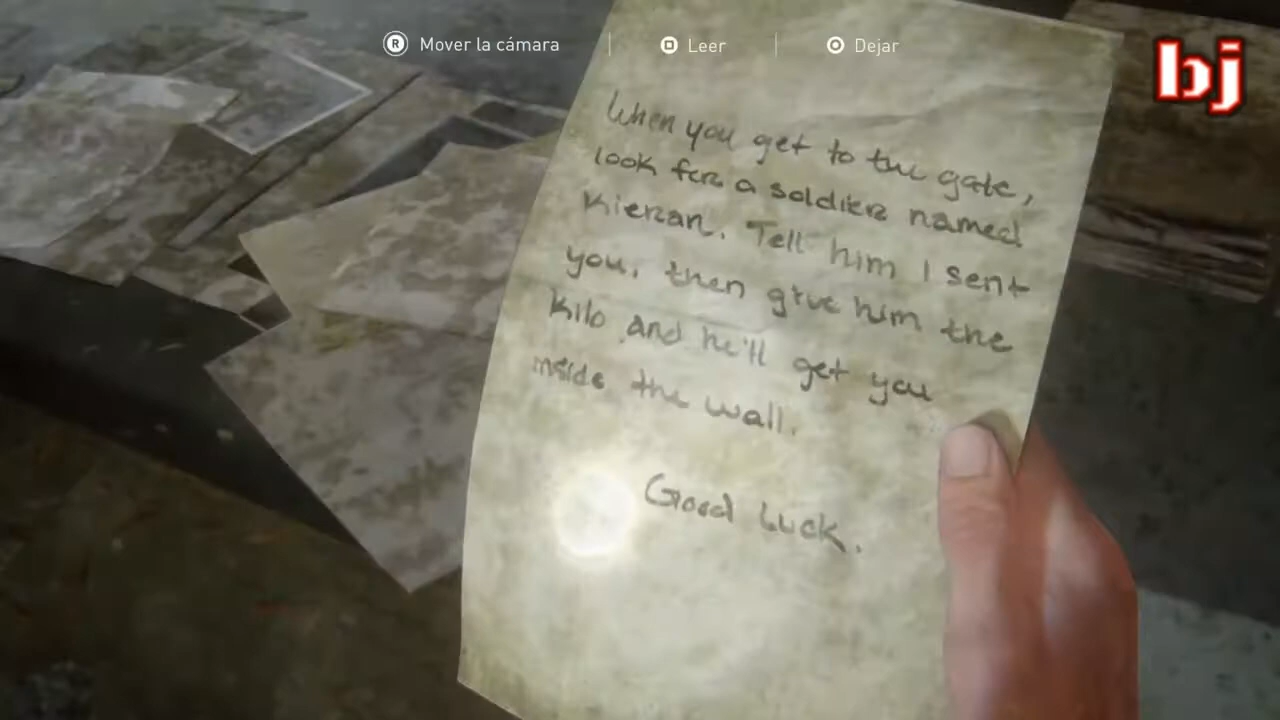 Mover la cámara Leer Dejar
bj
When you get to the gate,
look for a soldier named
Kieran. Tell him I sent
you, then give him the
kilo and he'll get you
inside the wall.
Good Luck.